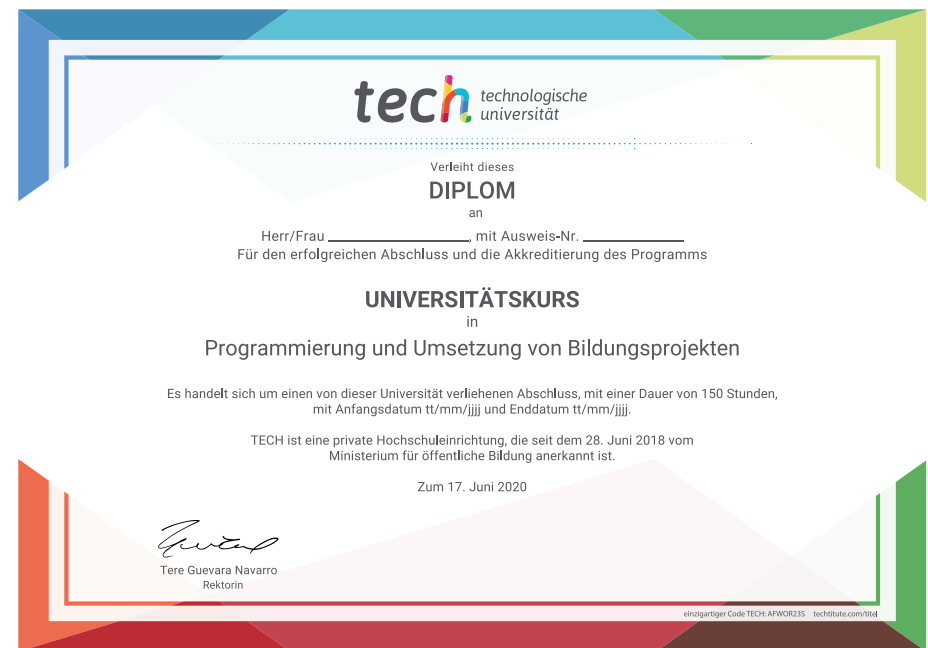 tech technologische
universität
Verleiht dieses
DIPLOM
an
Herr/Frau ____________________, mit Ausweis-Nr. ______________
Für den erfolgreichen Abschluss und die Akkreditierung des Programms
UNIVERSITÄTSKURS
in
Programmierung und Umsetzung von Bildungsprojekten
Es handelt sich um einen von dieser Universität verliehenen Abschluss, mit einer Dauer von 150 Stunden,
mit Anfangsdatum tt/mm/jjjj und Enddatum tt/mm/jjjj.
TECH ist eine private Hochschuleinrichtung, die seit dem 28. Juni 2018 vom
Ministerium für öffentliche Bildung anerkannt ist.
Zum 17. Juni 2020
Tere Guevara Navarro
Rektorin
einzigartiger Code TECH: AFWOR23S techtitute.com/titel